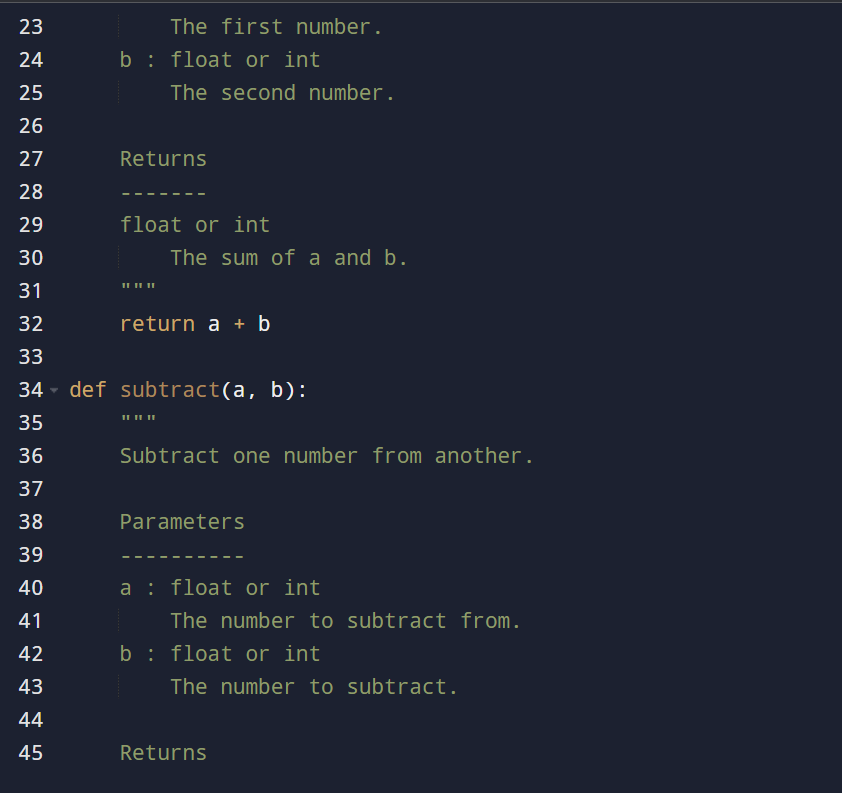 23         The first number.
24     b : float or int
25         The second number.
26
27     Returns
28     -------
29     float or int
30         The sum of a and b.
31     """
32     return a + b
33
34 def subtract(a, b):
35     """
36     Subtract one number from another.
37
38     Parameters
39     ----------
40     a : float or int
41         The number to subtract from.
42     b : float or int
43         The number to subtract.
44
45     Returns